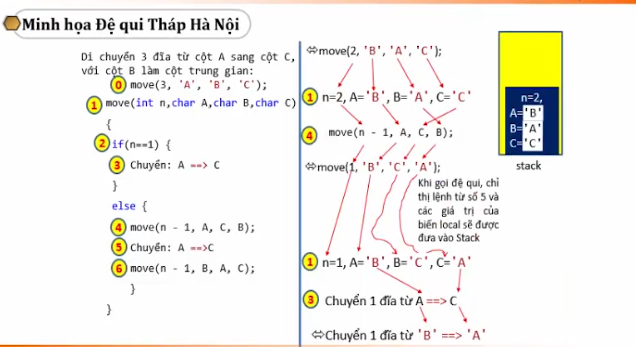 Minh họa Đệ qui Tháp Hà Nội
Di chuyển 3 đĩa từ cột A sang cột C,
với cột B làm cột trung gian:
0 move(3, 'A', 'B', 'C');
1 move(int n,char A,char B,char C)
{
2 if(n==1) {
3 Chuyển: A ==> C
}
else {
4 move(n - 1, A, C, B);
5 Chuyển: A ==>C
6 move(n - 1, B, A, C);
}
}
⇔move(2, 'B', 'A', 'C');
1 n=2, A='B', B='A', C='C'
4 move(n - 1, A, C, B);
⇔move(1, 'B', 'C', 'A');
Khi gọi đệ qui, chỉ
thị lệnh từ số 5 và
các giá trị của
biến local sẽ được
đưa vào Stack
1 n=1, A='B', B='C', C='A'
3 Chuyển 1 đĩa từ A ==> C
⇔Chuyển 1 đĩa từ 'B' ==> 'A'
n=2,
A='B'
B='A'
C='C'
stack